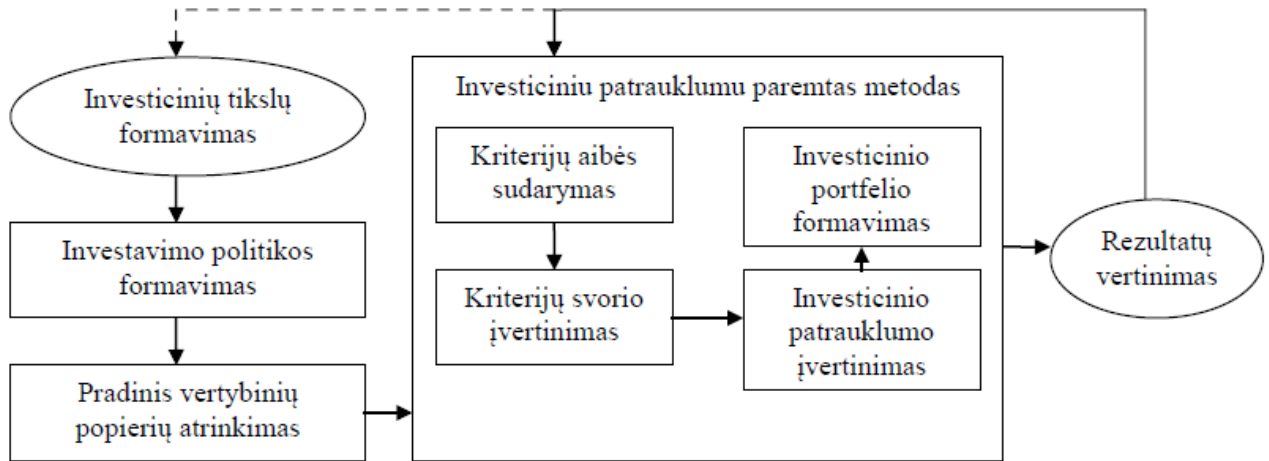 Investicinių tikslų
formavimas
Investavimo politikos
formavimas
Pradinis vertybinių
popierių atrinkimas
Investiciniu patrauklumu paremtas metodas
Kriterijų aibės
sudarymas
Kriterijų svorio
įvertinimas
Investicinio
portfelio
formavimas
Investicinio
patrauklumo
įvertinimas
Rezultatų
vertinimas